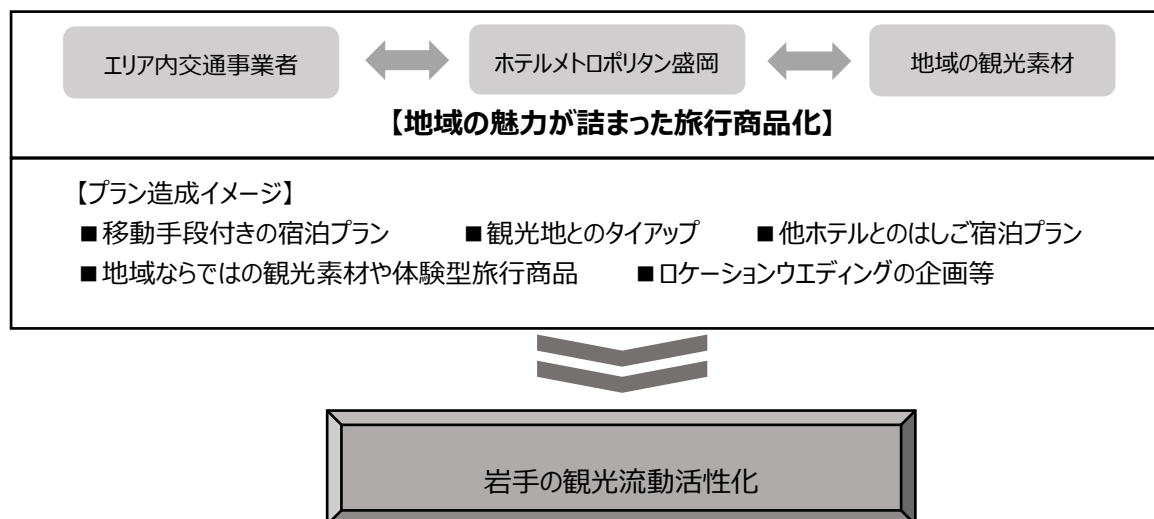 エリア内交通事業者 ホテルメトロポリタン盛岡 地域の観光素材
【地域の魅力が詰まった旅行商品化】
【プラン造成イメージ】
■移動手段付きの宿泊プラン ■観光地とのタイアップ ■他ホテルとのはしご宿泊プラン
■地域ならではの観光素材や体験型旅行商品 ■ロケーションウエディングの企画等
岩手の観光流動活性化